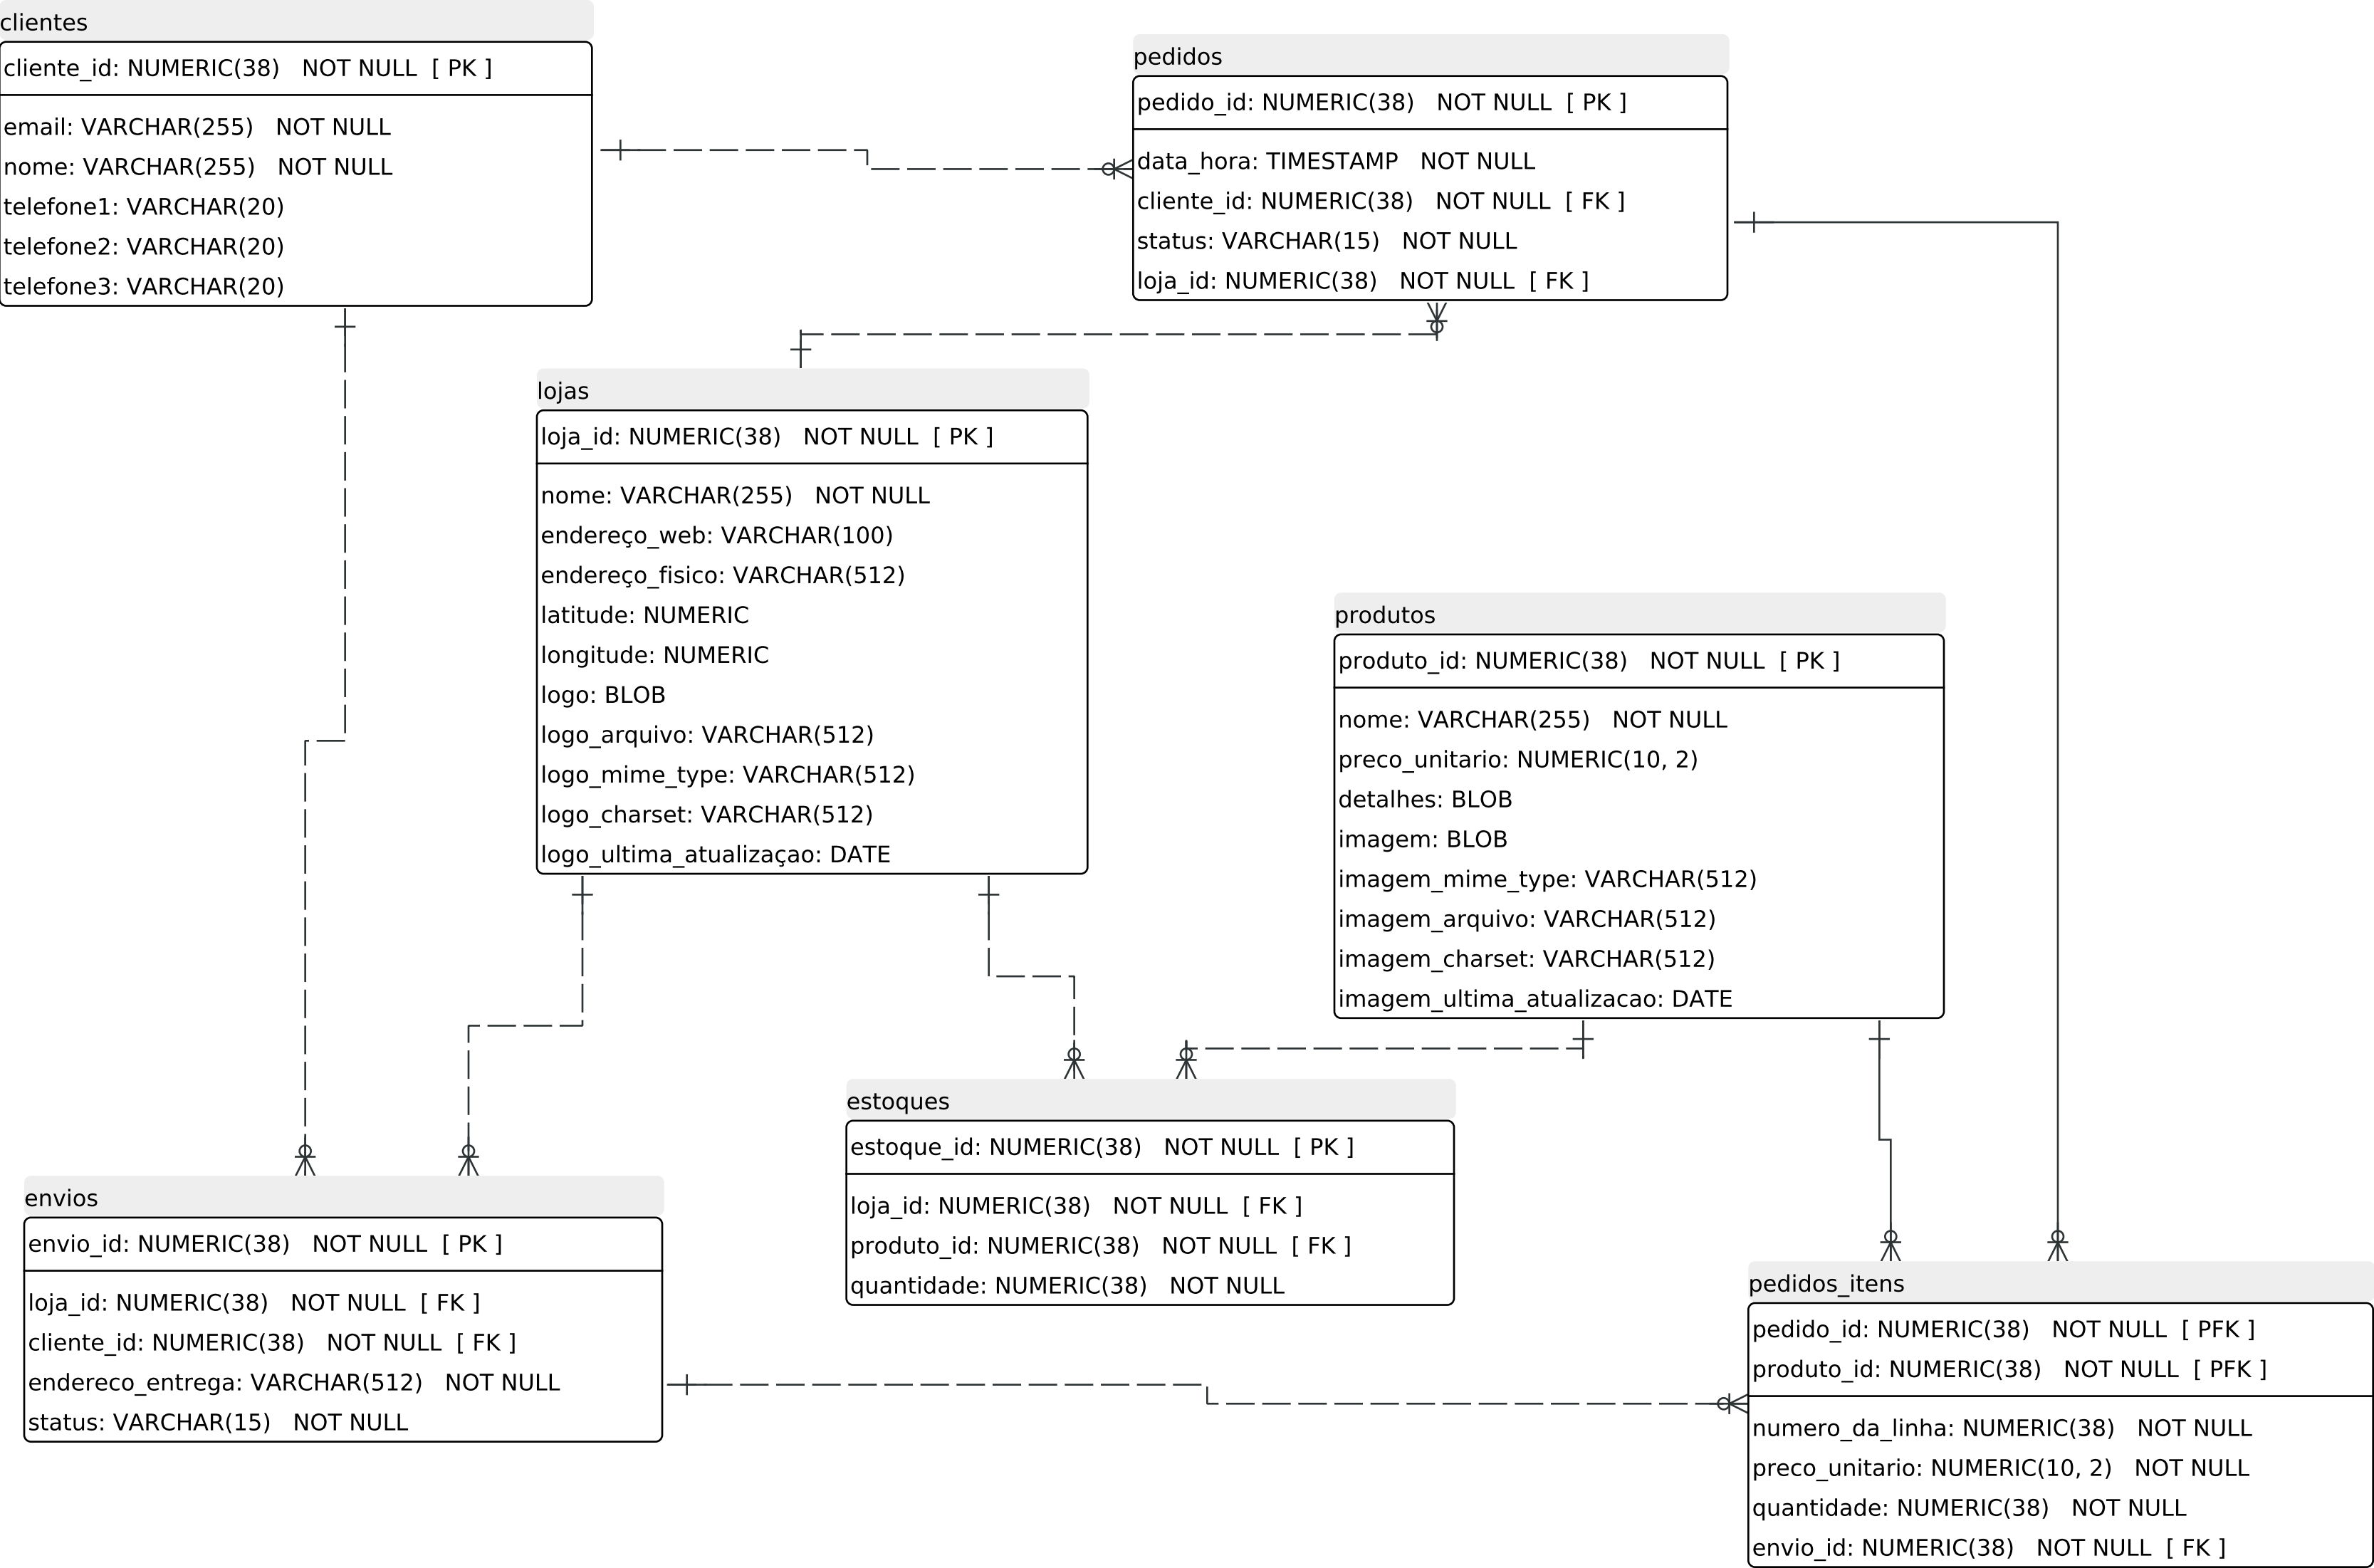 clientes
cliente_id: NUMERIC(38) NOT NULL [ PK ]
email: VARCHAR(255) NOT NULL
nome: VARCHAR(255) NOT NULL
telefone1: VARCHAR(20)
telefone2: VARCHAR(20)
telefone3: VARCHAR(20)
pedidos
pedido_id: NUMERIC(38) NOT NULL [ PK ]
data_hora: TIMESTAMP NOT NULL
cliente_id: NUMERIC(38) NOT NULL [ FK ]
status: VARCHAR(15) NOT NULL
loja_id: NUMERIC(38) NOT NULL [ FK ]
lojas
loja_id: NUMERIC(38) NOT NULL [ PK ]
nome: VARCHAR(255) NOT NULL
endereço_web: VARCHAR(100)
endereço_fisico: VARCHAR(512)
latitude: NUMERIC
longitude: NUMERIC
logo: BLOB
logo_arquivo: VARCHAR(512)
logo_mime_type: VARCHAR(512)
logo_charset: VARCHAR(512)
logo_ultima_atualizaçao: DATE
produtos
produto_id: NUMERIC(38) NOT NULL [ PK ]
nome: VARCHAR(255) NOT NULL
preco_unitario: NUMERIC(10, 2)
detalhes: BLOB
imagem: BLOB
imagem_mime_type: VARCHAR(512)
imagem_arquivo: VARCHAR(512)
imagem_charset: VARCHAR(512)
imagem_ultima_atualizacao: DATE
estoques
estoque_id: NUMERIC(38) NOT NULL [ PK ]
loja_id: NUMERIC(38) NOT NULL [ FK ]
produto_id: NUMERIC(38) NOT NULL [ FK ]
quantidade: NUMERIC(38) NOT NULL
envios
envio_id: NUMERIC(38) NOT NULL [ PK ]
loja_id: NUMERIC(38) NOT NULL [ FK ]
cliente_id: NUMERIC(38) NOT NULL [ FK ]
endereco_entrega: VARCHAR(512) NOT NULL
status: VARCHAR(15) NOT NULL
pedidos_itens
pedido_id: NUMERIC(38) NOT NULL [ PFK ]
produto_id: NUMERIC(38) NOT NULL [ PFK ]
numero_da_linha: NUMERIC(38) NOT NULL
preco_unitario: NUMERIC(10, 2) NOT NULL
quantidade: NUMERIC(38) NOT NULL
envio_id: NUMERIC(38) NOT NULL [ FK ]